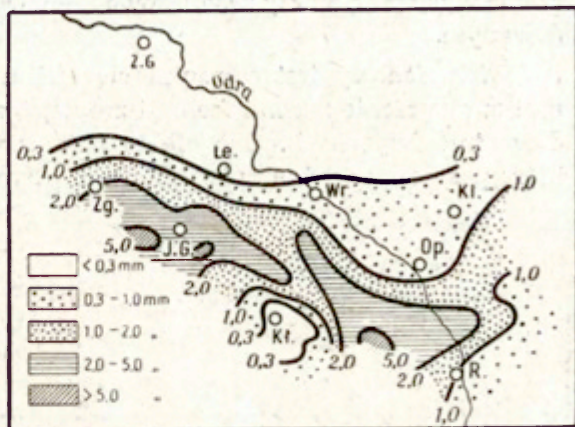 Z.G
Odra
0,3
Le.
0,3
1,0
Wr.
Kl.
1,0
2,0
Zg.
J.G.
Op.
5,0
1,0
2,0
1,0
0,3
Kł.
0,3
2,0
5,0
2,0
R.
1,0
< 0,3 mm
0,3 - 1,0 mm
1,0 - 2,0 „
2,0 - 5,0 „
> 5,0 „